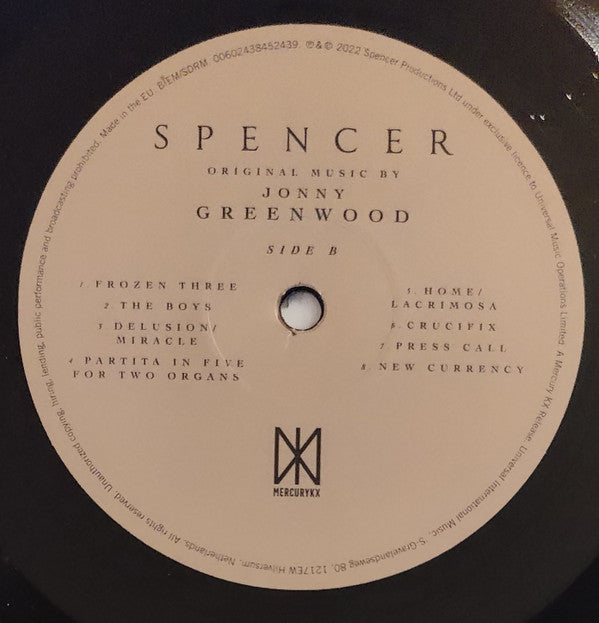 Unauthorized copying, hiring, lending, public performance and broadcasting prohibited. Made in the EU. BIEM/SDRM. 00602438452439. ℗&© 2022 Spencer Productions Ltd under exclusive licence to Universal Music Operations Limited. A Mercury KX Release. Universal International Music, 'S-Gravelandseweg 80, 1217EW Hilversum, Netherlands. All rights reserved.
SPENCER
ORIGINAL MUSIC BY
JONNY
GREENWOOD
SIDE B
1. FROZEN THREE
2. THE BOYS
3. DELUSION/
MIRACLE
4. PARTITA IN FIVE
FOR TWO ORGANS
5. HOME/
LACRIMOSA
6. CRUCIFIX
7. PRESS CALL
8. NEW CURRENCY
MERCURYKX